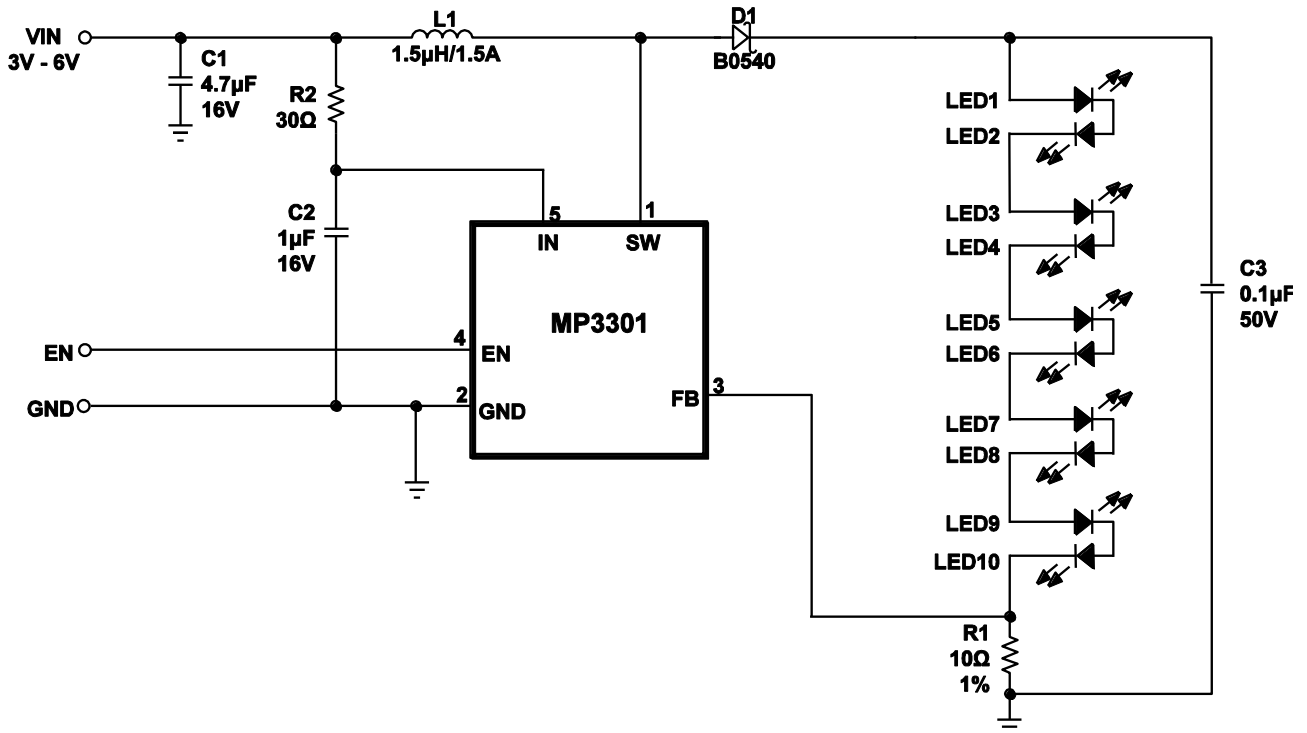 VIN
3V - 6V
C1
4.7µF
16V
R2
30Ω
L1
1.5µH/1.5A
D1
B0540
C2
1µF
16V
5
IN
1
SW
MP3301
EN
4
EN
GND
2
GND
3
FB
LED1
LED2
LED3
LED4
LED5
LED6
LED7
LED8
LED9
LED10
C3
0.1µF
50V
R1
10Ω
1%